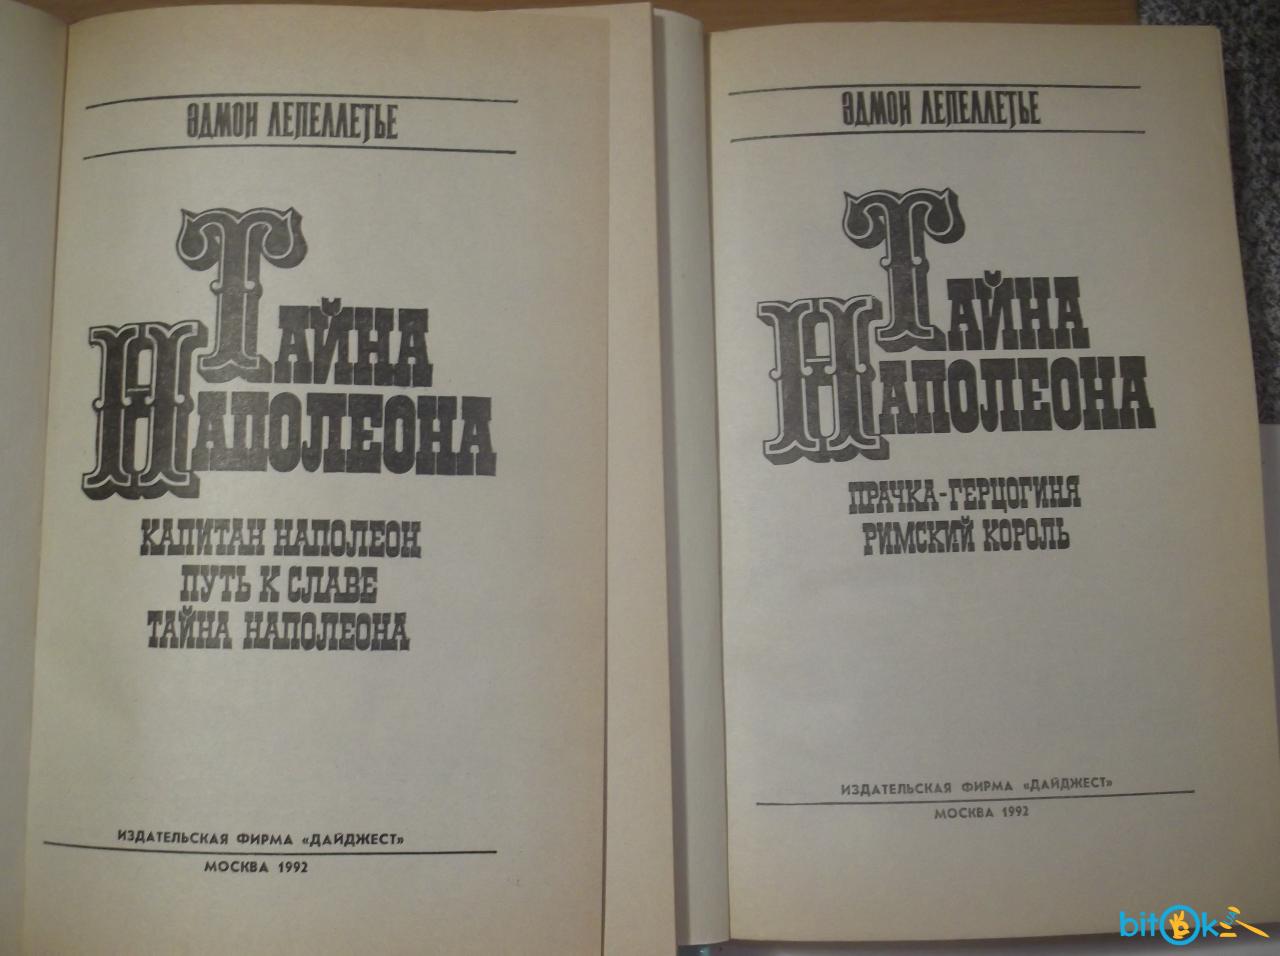 ЭДМОН ЛЕПЕЛЛЕТЬЕ
ТАЙНА
НАПОЛЕОНА
КАПИТАН НАПОЛЕОН
ПУТЬ К СЛАВЕ
ТАЙНА НАПОЛЕОНА
ИЗДАТЕЛЬСКАЯ ФИРМА «ДАЙДЖЕСТ»
МОСКВА 1992
ЭДМОН ЛЕПЕЛЛЕТЬЕ
ТАЙНА
НАПОЛЕОНА
ПРАЧКА-ГЕРЦОГИНЯ
РИМСКИЙ КОРОЛЬ
ИЗДАТЕЛЬСКАЯ ФИРМА «ДАЙДЖЕСТ»
МОСКВА 1992
bitOk